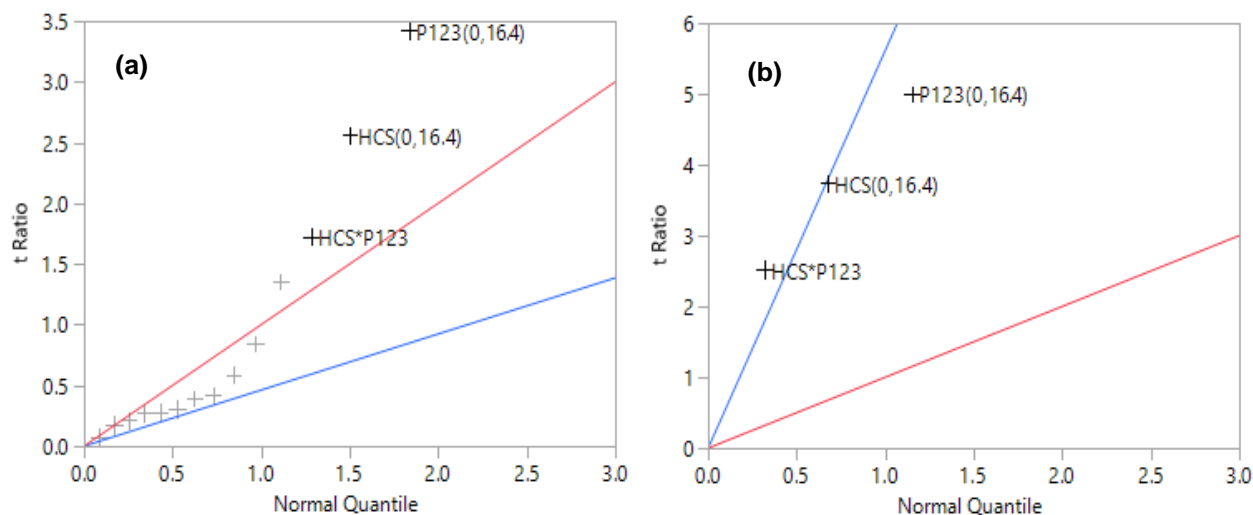 (a)
t Ratio
3.5
3.0
2.5
2.0
1.5
1.0
0.5
0.0
P123(0,16.4)
HCS(0,16.4)
HCS*P123
0.0 0.5 1.0 1.5 2.0 2.5 3.0
Normal Quantile
(b)
t Ratio
6
5
4
3
2
1
0
P123(0,16.4)
HCS(0,16.4)
HCS*P123
0.0 0.5 1.0 1.5 2.0 2.5 3.0
Normal Quantile